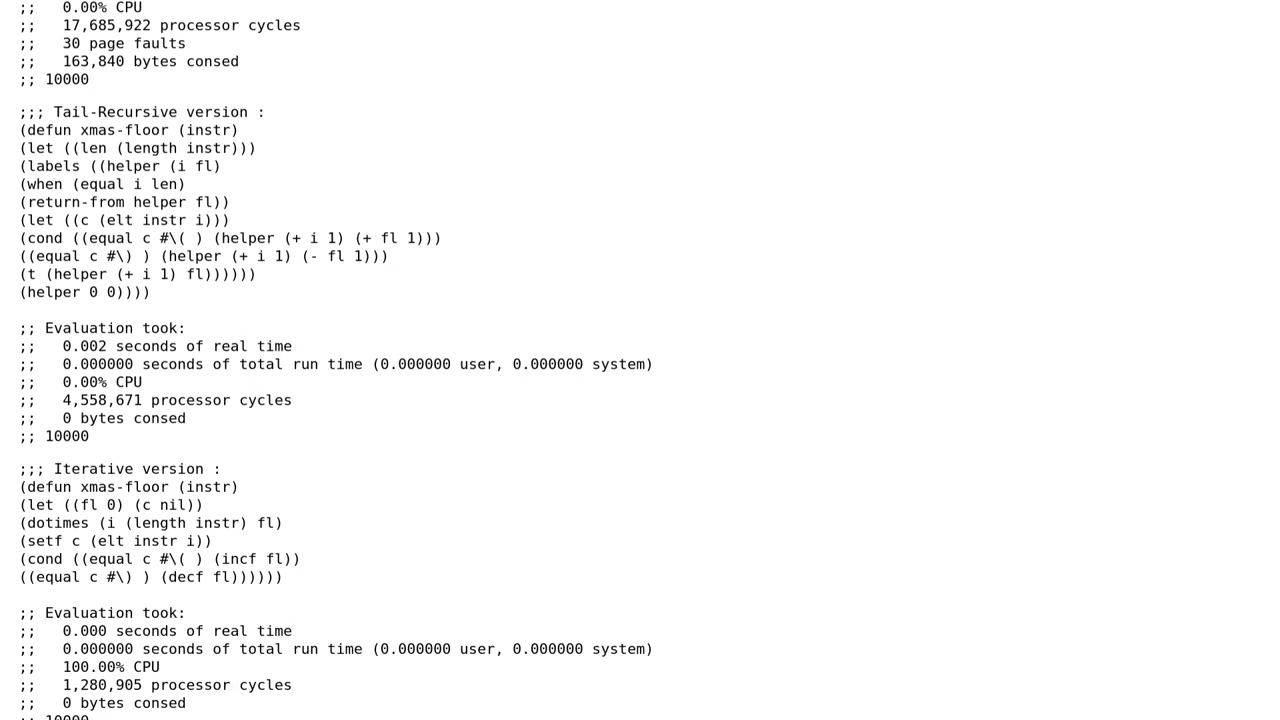 ;;   0.00% CPU
;;   17,685,922 processor cycles
;;   30 page faults
;;   163,840 bytes consed
;; 10000
;;; Tail-Recursive version :
(defun xmas-floor (instr)
(let ((len (length instr)))
(labels ((helper (i fl)
(when (equal i len)
(return-from helper fl))
(let ((c (elt instr i)))
(cond ((equal c #\( ) (helper (+ i 1) (+ fl 1)))
((equal c #\) ) (helper (+ i 1) (- fl 1)))
(t (helper (+ i 1) fl))))))
(helper 0 0))))
;; Evaluation took:
;;   0.002 seconds of real time
;;   0.000000 seconds of total run time (0.000000 user, 0.000000 system)
;;   0.00% CPU
;;   4,558,671 processor cycles
;;   0 bytes consed
;; 10000
;;; Iterative version :
(defun xmas-floor (instr)
(let ((fl 0) (c nil))
(dotimes (i (length instr) fl)
(setf c (elt instr i))
(cond ((equal c #\( ) (incf fl))
((equal c #\) ) (decf fl))))))
;; Evaluation took:
;;   0.000 seconds of real time
;;   0.000000 seconds of total run time (0.000000 user, 0.000000 system)
;;   100.00% CPU
;;   1,280,905 processor cycles
;;   0 bytes consed
;; 10000